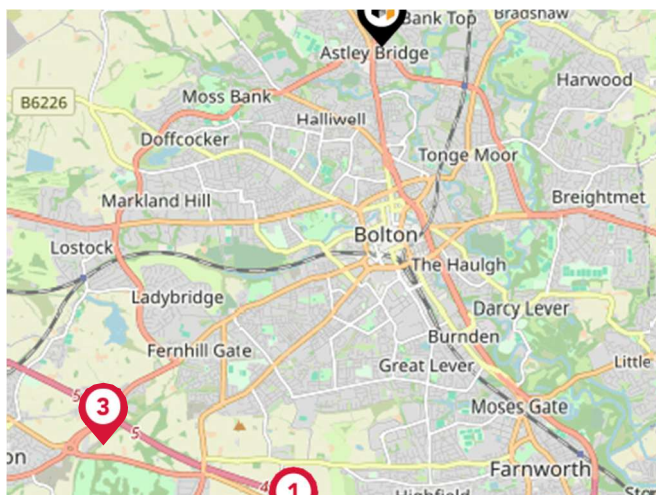 Bank Top
Bradshaw
Astley Bridge
Harwood
Moss Bank
B6226
Halliwell
Doffcocker
Tonge Moor
Markland Hill
Breightmet
Bolton
Lostock
The Haulgh
Ladybridge
Darcy Lever
Burnden
Fernhill Gate
Great Lever
Little
5
3
Moses Gate
5
on
Farnworth
4
1
Highfield